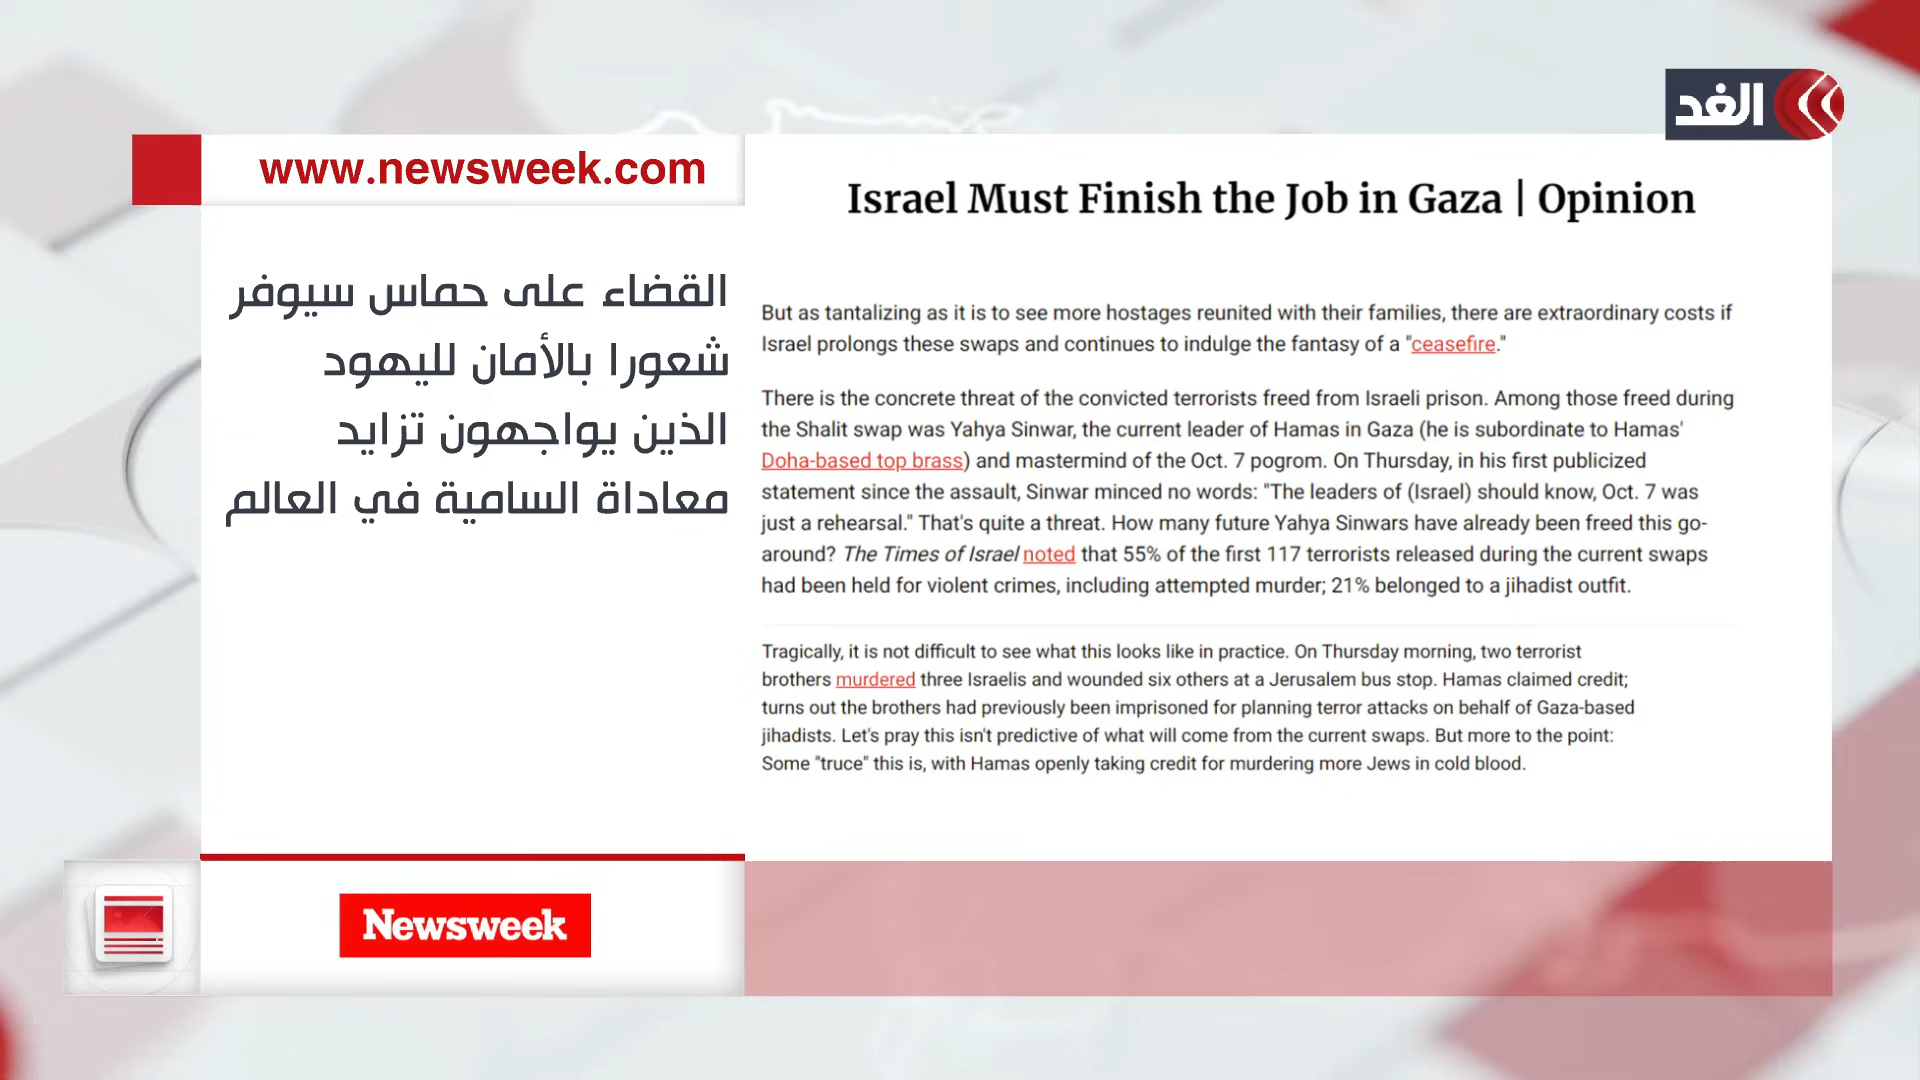 الغد
www.newsweek.com
القضاء على حماس سيوفر
شعورا بالأمان لليهود
الذين يواجهون تزايد
معاداة السامية في العالم
Newsweek
Israel Must Finish the Job in Gaza | Opinion
But as tantalizing as it is to see more hostages reunited with their families, there are extraordinary costs if
Israel prolongs these swaps and continues to indulge the fantasy of a "ceasefire."
There is the concrete threat of the convicted terrorists freed from Israeli prison. Among those freed during
the Shalit swap was Yahya Sinwar, the current leader of Hamas in Gaza (he is subordinate to Hamas'
Doha-based top brass) and mastermind of the Oct. 7 pogrom. On Thursday, in his first publicized
statement since the assault, Sinwar minced no words: "The leaders of (Israel) should know, Oct. 7 was
just a rehearsal." That's quite a threat. How many future Yahya Sinwars have already been freed this go-
around? The Times of Israel noted that 55% of the first 117 terrorists released during the current swaps
had been held for violent crimes, including attempted murder; 21% belonged to a jihadist outfit.
Tragically, it is not difficult to see what this looks like in practice. On Thursday morning, two terrorist
brothers murdered three Israelis and wounded six others at a Jerusalem bus stop. Hamas claimed credit;
turns out the brothers had previously been imprisoned for planning terror attacks on behalf of Gaza-based
jihadists. Let's pray this isn't predictive of what will come from the current swaps. But more to the point:
Some "truce" this is, with Hamas openly taking credit for murdering more Jews in cold blood.